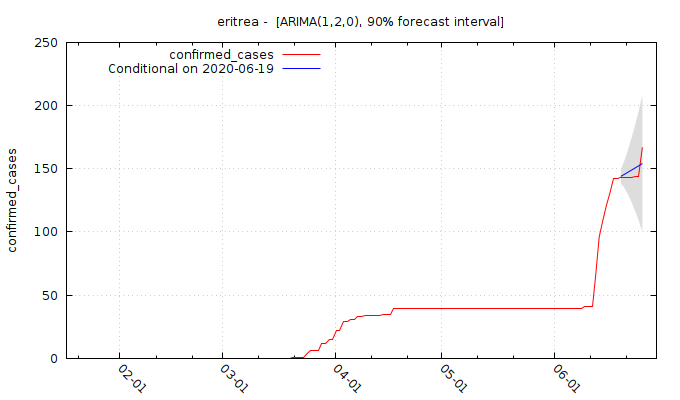 eritrea -  [ARIMA(1,2,0), 90% forecast interval]
confirmed_cases
Conditional on 2020-06-19
confirmed_cases
250
200
150
100
50
0
02-01
03-01
04-01
05-01
06-01